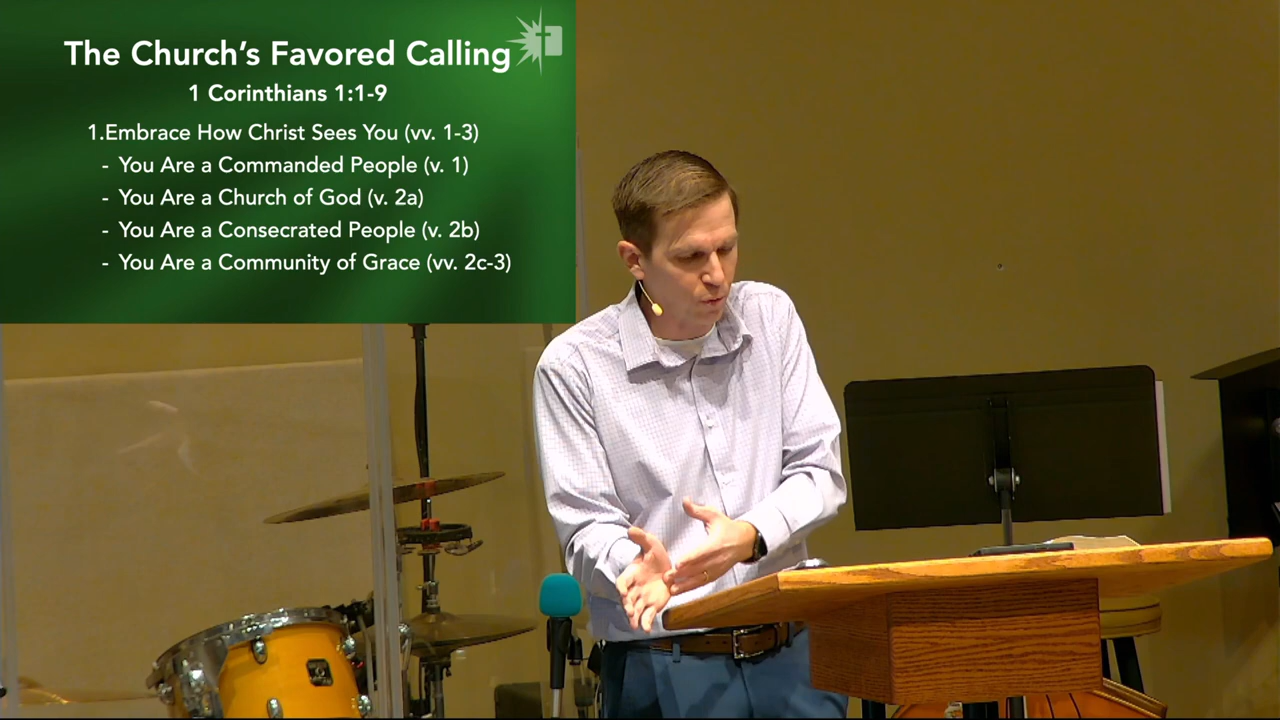 The Church's Favored Calling
1 Corinthians 1:1-9
1.Embrace How Christ Sees You (vv. 1-3)
- You Are a Commanded People (v. 1)
- You Are a Church of God (v. 2a)
- You Are a Consecrated People (v. 2b)
- You Are a Community of Grace (vv. 2c-3)